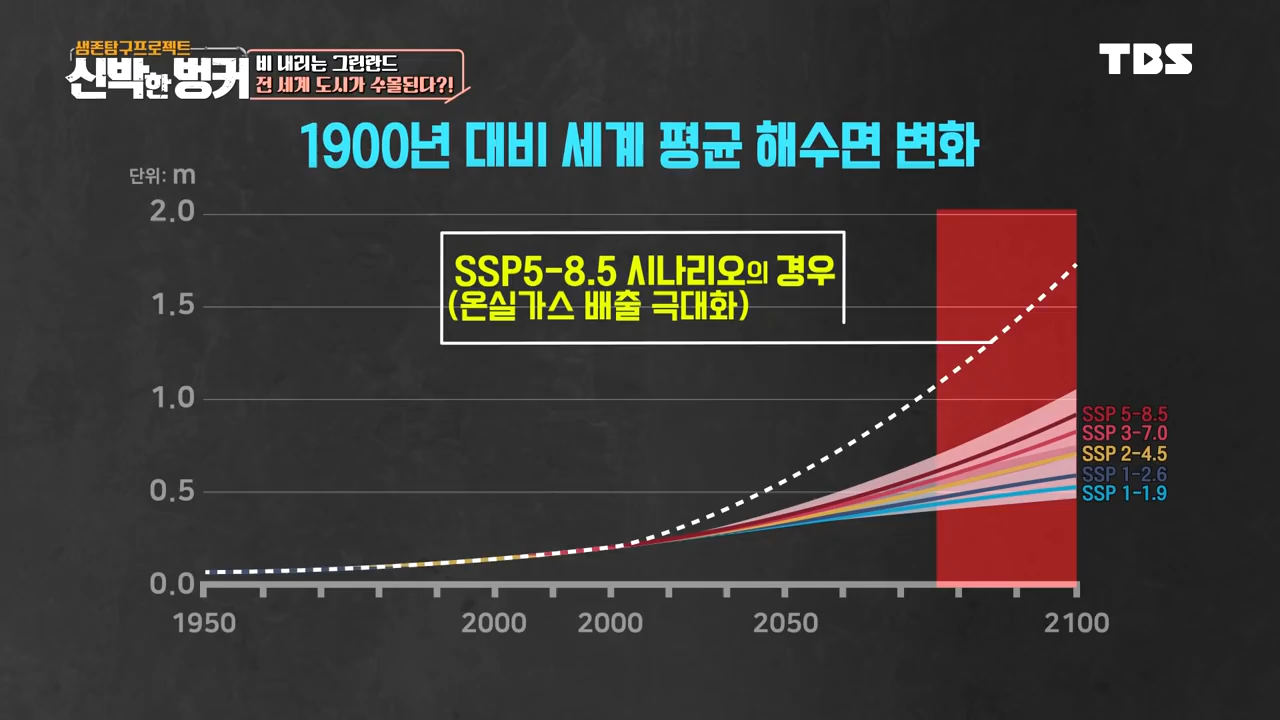 생존탐구프로젝트
신박한 벙커
비 내리는 그린란드
전 세계 도시가 수몰된다?!
TBS
1900년 대비 세계 평균 해수면 변화
단위: m
2.0
SSP5-8.5 시나리오의 경우
(온실가스 배출 극대화)
1.5
1.0
SSP 5-8.5
SSP 3-7.0
SSP 2-4.5
SSP 1-2.6
SSP 1-1.9
0.5
0.0
1950 2000 2000 2050 2100